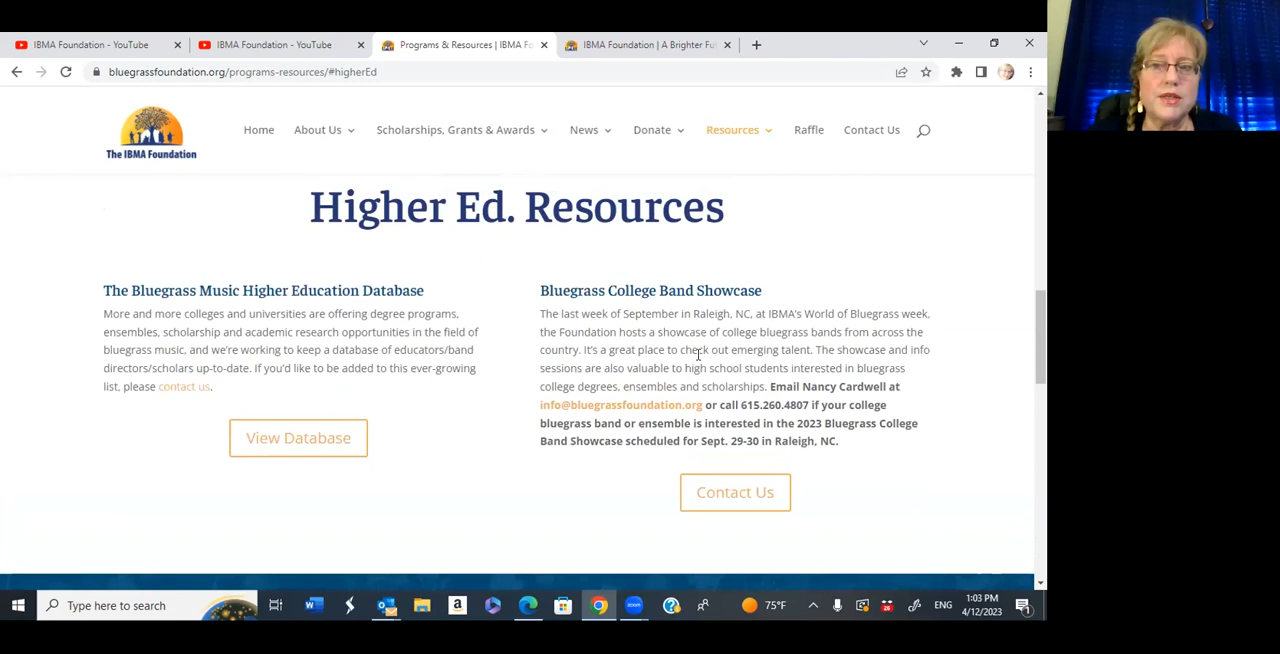 IBMA Foundation - YouTube
IBMA Foundation - YouTube
Programs & Resources | IBMA Fo
IBMA Foundation | A Brighter Fut
bluegrassfoundation.org/programs-resources/#higherEd
The IBMA Foundation
Home About Us Scholarships, Grants & Awards News Donate Resources Raffle Contact Us
Higher Ed. Resources
The Bluegrass Music Higher Education Database
More and more colleges and universities are offering degree programs,
ensembles, scholarship and academic research opportunities in the field of
bluegrass music, and we're working to keep a database of educators/band
directors/scholars up-to-date. If you'd like to be added to this ever-growing
list, please contact us.
View Database
Bluegrass College Band Showcase
The last week of September in Raleigh, NC, at IBMA's World of Bluegrass week,
the Foundation hosts a showcase of college bluegrass bands from across the
country. It's a great place to check out emerging talent. The showcase and info
sessions are also valuable to high school students interested in bluegrass
college degrees, ensembles and scholarships. Email Nancy Cardwell at
info@bluegrassfoundation.org or call 615.260.4807 if your college
bluegrass band or ensemble is interested in the 2023 Bluegrass College
Band Showcase scheduled for Sept. 29-30 in Raleigh, NC.
Contact Us
Type here to search
75°F
ENG
1:03 PM
4/12/2023